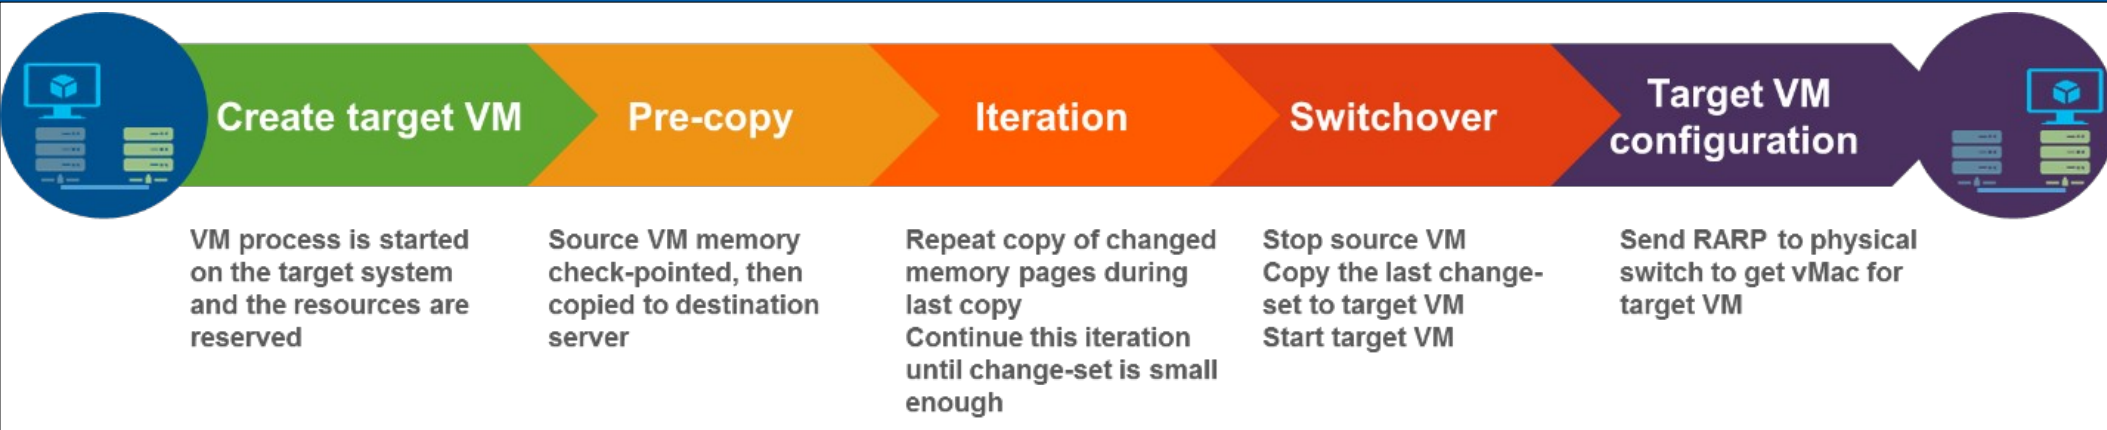 Create target VM
Pre-copy
Iteration
Switchover
Target VM
configuration
VM process is started
on the target system
and the resources are
reserved
Source VM memory
check-pointed, then
copied to destination
server
Repeat copy of changed
memory pages during
last copy
Continue this iteration
until change-set is small
enough
Stop source VM
Copy the last change-
set to target VM
Start target VM
Send RARP to physical
switch to get vMac for
target VM